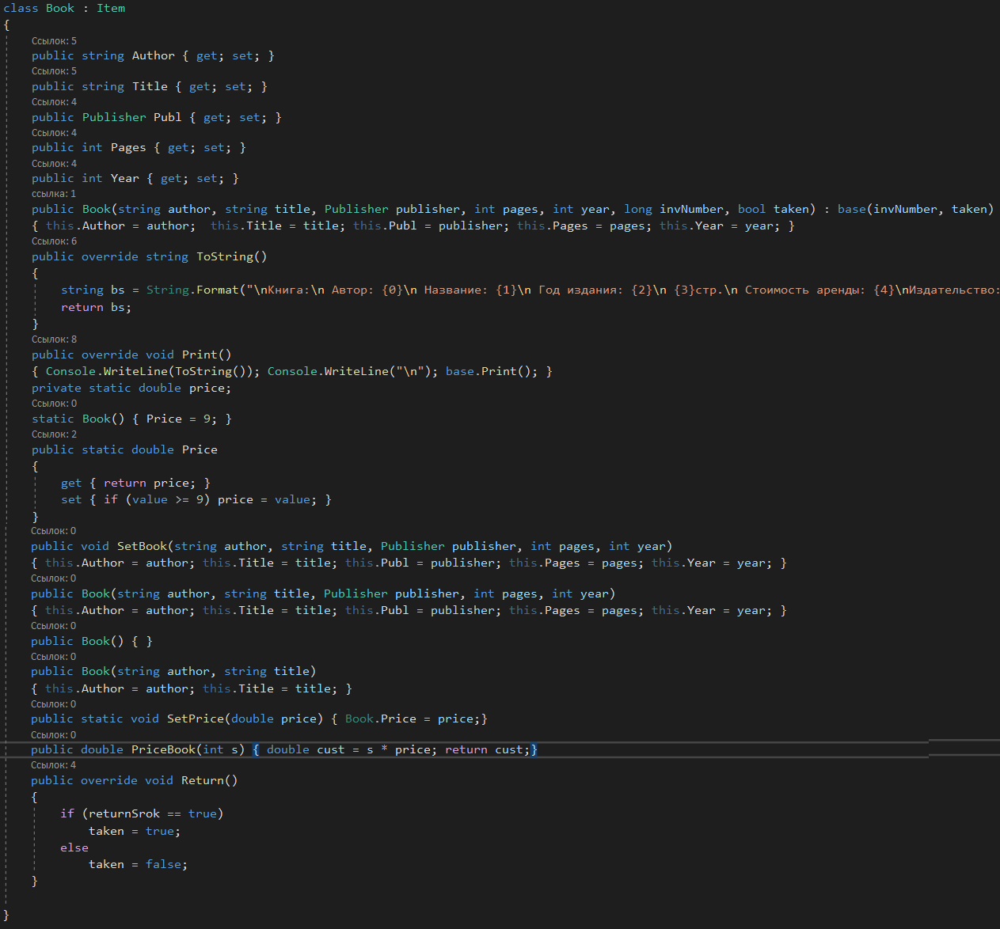 class Book : Item
{
Ссылок: 5
public string Author { get; set; }
Ссылок: 5
public string Title { get; set; }
Ссылок: 4
public Publisher Publ { get; set; }
Ссылок: 4
public int Pages { get; set; }
Ссылок: 4
public int Year { get; set; }
ссылка: 1
public Book(string author, string title, Publisher publisher, int pages, int year, long invNumber, bool taken) : base(invNumber, taken)
{ this.Author = author;  this.Title = title; this.Publ = publisher; this.Pages = pages; this.Year = year; }
Ссылок: 6
public override string ToString()
{
string bs = String.Format("\nКнига:\n Автор: {0}\n Название: {1}\n Год издания: {2}\n {3}стр.\n Стоимость аренды: {4}\nИздательство:
return bs;
}
Ссылок: 8
public override void Print()
{ Console.WriteLine(ToString()); Console.WriteLine("\n"); base.Print(); }
private static double price;
Ссылок: 0
static Book() { Price = 9; }
Ссылок: 2
public static double Price
{
get { return price; }
set { if (value >= 9) price = value; }
}
Ссылок: 0
public void SetBook(string author, string title, Publisher publisher, int pages, int year)
{ this.Author = author; this.Title = title; this.Publ = publisher; this.Pages = pages; this.Year = year; }
Ссылок: 0
public Book(string author, string title, Publisher publisher, int pages, int year)
{ this.Author = author; this.Title = title; this.Publ = publisher; this.Pages = pages; this.Year = year; }
Ссылок: 0
public Book() { }
Ссылок: 0
public Book(string author, string title)
{ this.Author = author; this.Title = title; }
Ссылок: 0
public static void SetPrice(double price) { Book.Price = price;}
Ссылок: 0
public double PriceBook(int s) { double cust = s * price; return cust;}
Ссылок: 4
public override void Return()
{
if (returnSrok == true)
taken = true;
else
taken = false;
}
}